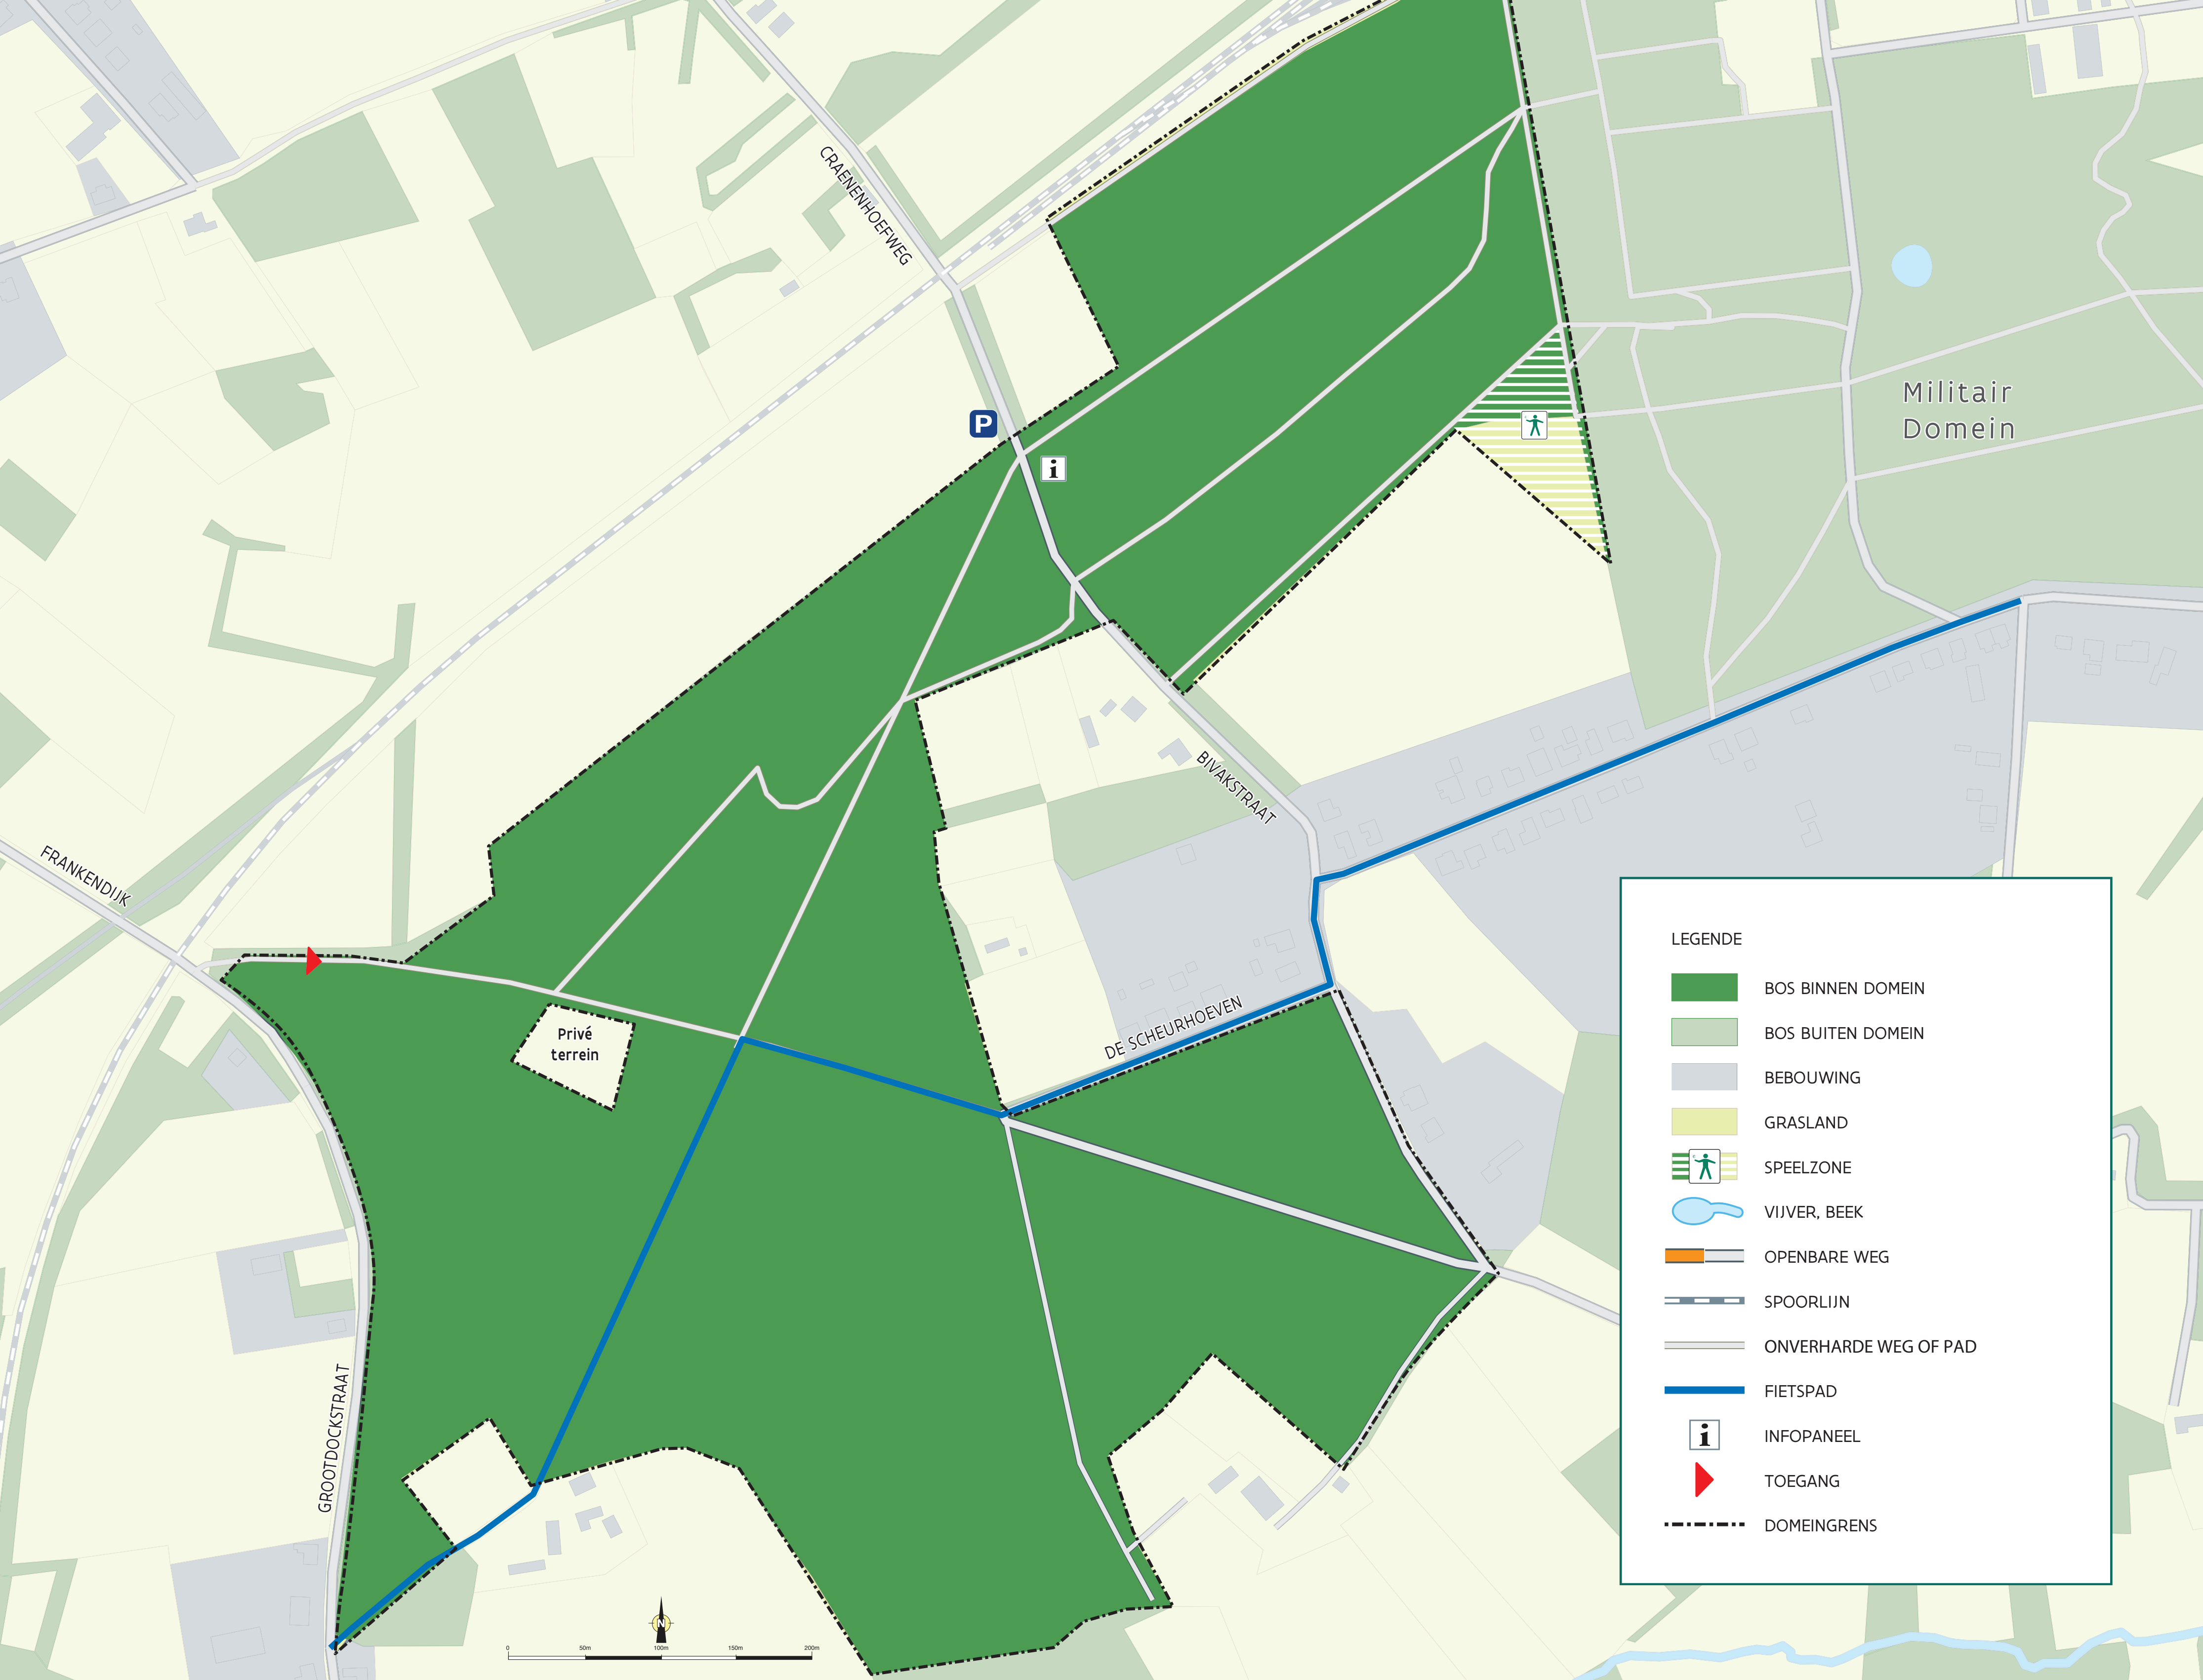 CRAENENHOEFWEG
P
i
Militair
Domein
BIVAKSTRAAT
FRANKENDIJK
Privé
terrein
DE SCHEURHOEVEN
GROOTDOCKSTRAAT
N
0 50m 100m 150m 200m
LEGENDE
BOS BINNEN DOMEIN
BOS BUITEN DOMEIN
BEBOUWING
GRASLAND
SPEELZONE
VIJVER, BEEK
OPENBARE WEG
SPOORLIJN
ONVERHARDE WEG OF PAD
FIETSPAD
i INFOPANEEL
TOEGANG
DOMEINGRENS